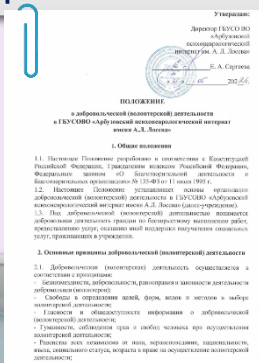 Утверждаю:
Директор ГБУСО ВО
«Арбузовский
психоневрологический
интернат им. А. Д. Лосева»
Е. А. Сергеева
ПОЛОЖЕНИЕ
о добровольческой (волонтерской) деятельности
в ГБУСОВО «Арбузовский психоневрологический интернат
имени А.Д. Лосева»
1. Общие положения
1.1. Настоящее Положение разработано в соответствии с Конституцией
Российской Федерации, Гражданским кодексом Российской Федерации,
Федеральным законом «О благотворительной деятельности и
благотворительных организациях» № 135-ФЗ от 11 июля 1995 г.
1.2. Настоящее Положение устанавливает основы организации
добровольческой (волонтерской) деятельности в ГБУСОВО «Арбузовский
психоневрологический интернат имени А.Д. Лосева»
1.3. Под добровольческой (волонтерской) деятельностью понимается
добровольная деятельность граждан по безвозмездному выполнению работ,
предоставлению услуг, оказанию иной поддержки получателям социальных
услуг, проживающих в учреждении.
2. Основные принципы добровольческой (волонтерской) деятельности
2.1. Добровольческая (волонтерская) деятельность осуществляется в
соответствии с принципами:
- Безвозмездности, добровольности, равноправия и законности деятельности
добровольцев (волонтеров);
- Свободы в определении целей, форм, видов и методов в выборе
волонтерской деятельности;
- Гласности и общедоступности информации о добровольческой
(волонтерской) деятельности;
- Гуманности, соблюдения прав и свобод человека при осуществлении
волонтерской деятельности;
- Равенства всех независимо от пола, вероисповедания, национальности,
языка, социального статуса, возраста в праве на осуществление волонтерской
деятельности;